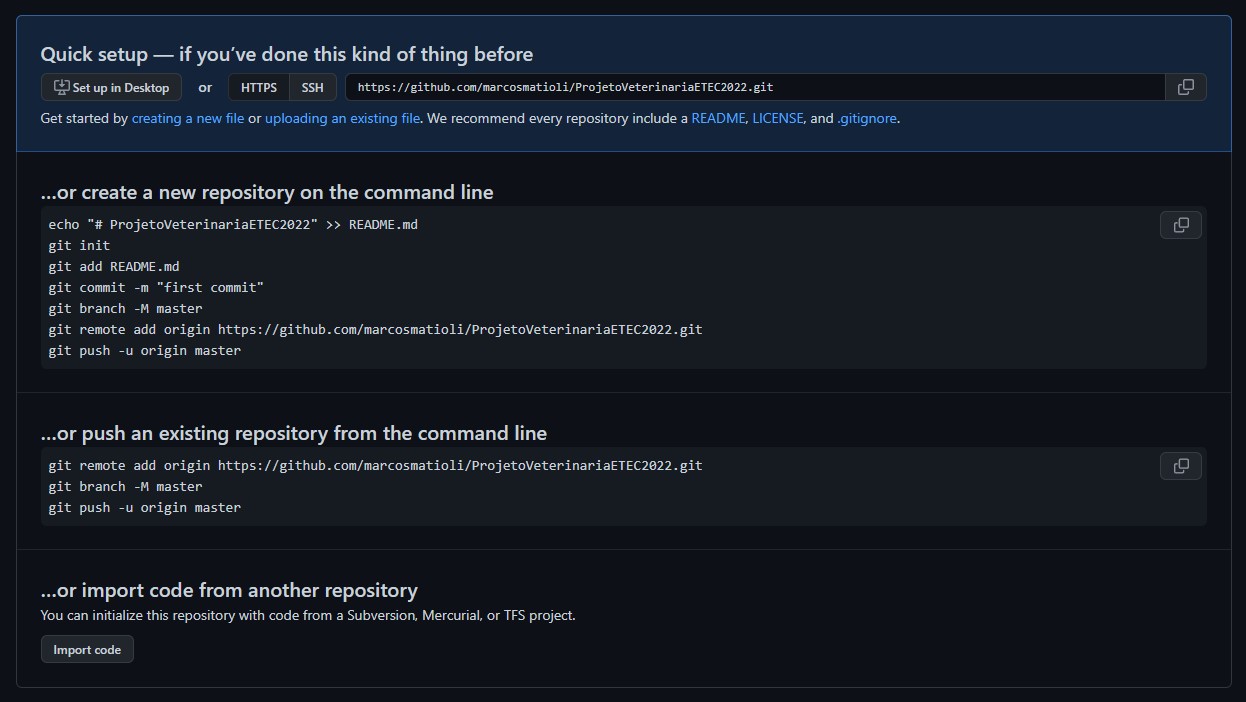 Quick setup — if you’ve done this kind of thing before
Set up in Desktop or HTTPS SSH https://github.com/marcosmatioli/ProjetoVeterinariaETEC2022.git
Get started by creating a new file or uploading an existing file. We recommend every repository include a README, LICENSE, and .gitignore.
…or create a new repository on the command line
echo "# ProjetoVeterinariaETEC2022" >> README.md
git init
git add README.md
git commit -m "first commit"
git branch -M master
git remote add origin https://github.com/marcosmatioli/ProjetoVeterinariaETEC2022.git
git push -u origin master
…or push an existing repository from the command line
git remote add origin https://github.com/marcosmatioli/ProjetoVeterinariaETEC2022.git
git branch -M master
git push -u origin master
…or import code from another repository
You can initialize this repository with code from a Subversion, Mercurial, or TFS project.
Import code